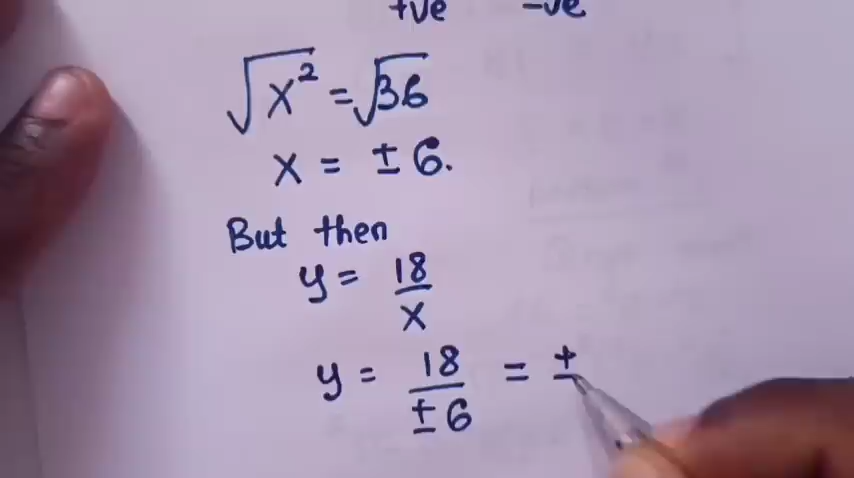 +ve -ve
√x² = √36
x = ± 6.
But then
y = 18/x
y = 18/± 6 = ±